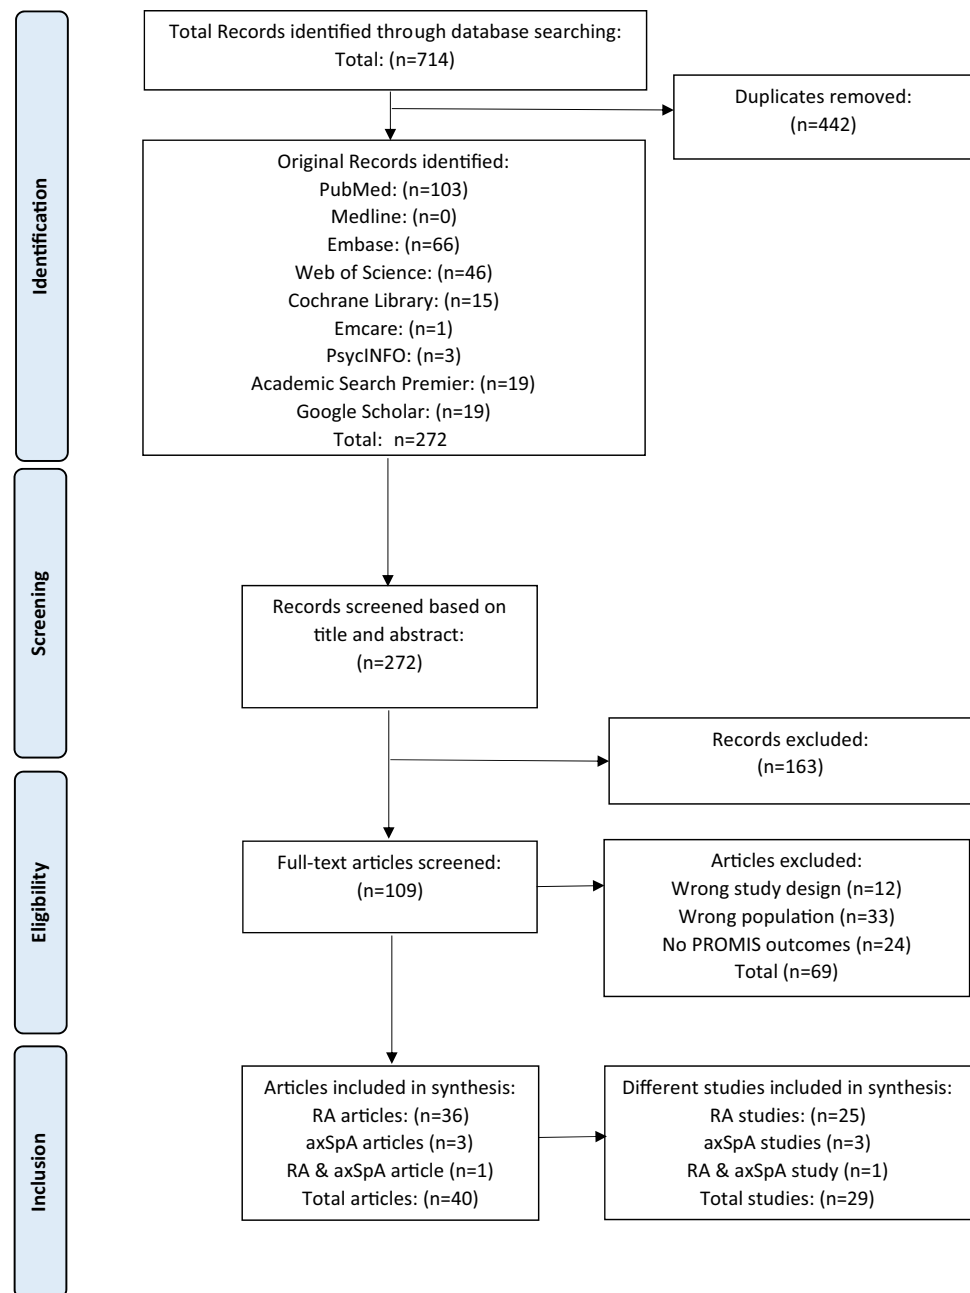 Identification
Total Records identified through database searching:
Total: (n=714)
Duplicates removed:
(n=442)
Original Records identified:
PubMed: (n=103)
Medline: (n=0)
Embase: (n=66)
Web of Science: (n=46)
Cochrane Library: (n=15)
Emcare: (n=1)
PsycINFO: (n=3)
Academic Search Premier: (n=19)
Google Scholar: (n=19)
Total: n=272
Screening
Records screened based on
title and abstract:
(n=272)
Records excluded:
(n=163)
Eligibility
Full-text articles screened:
(n=109)
Articles excluded:
Wrong study design (n=12)
Wrong population (n=33)
No PROMIS outcomes (n=24)
Total (n=69)
Inclusion
Articles included in synthesis:
RA articles: (n=36)
axSpA articles (n=3)
RA & axSpA article (n=1)
Total articles: (n=40)
Different studies included in synthesis:
RA studies: (n=25)
axSpA studies (n=3)
RA & axSpA study (n=1)
Total studies: (n=29)